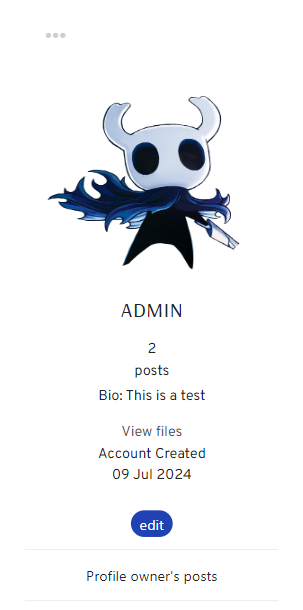 ADMIN
2
posts
Bio: This is a test
View files
Account Created
09 Jul 2024
edit
Profile owner's posts